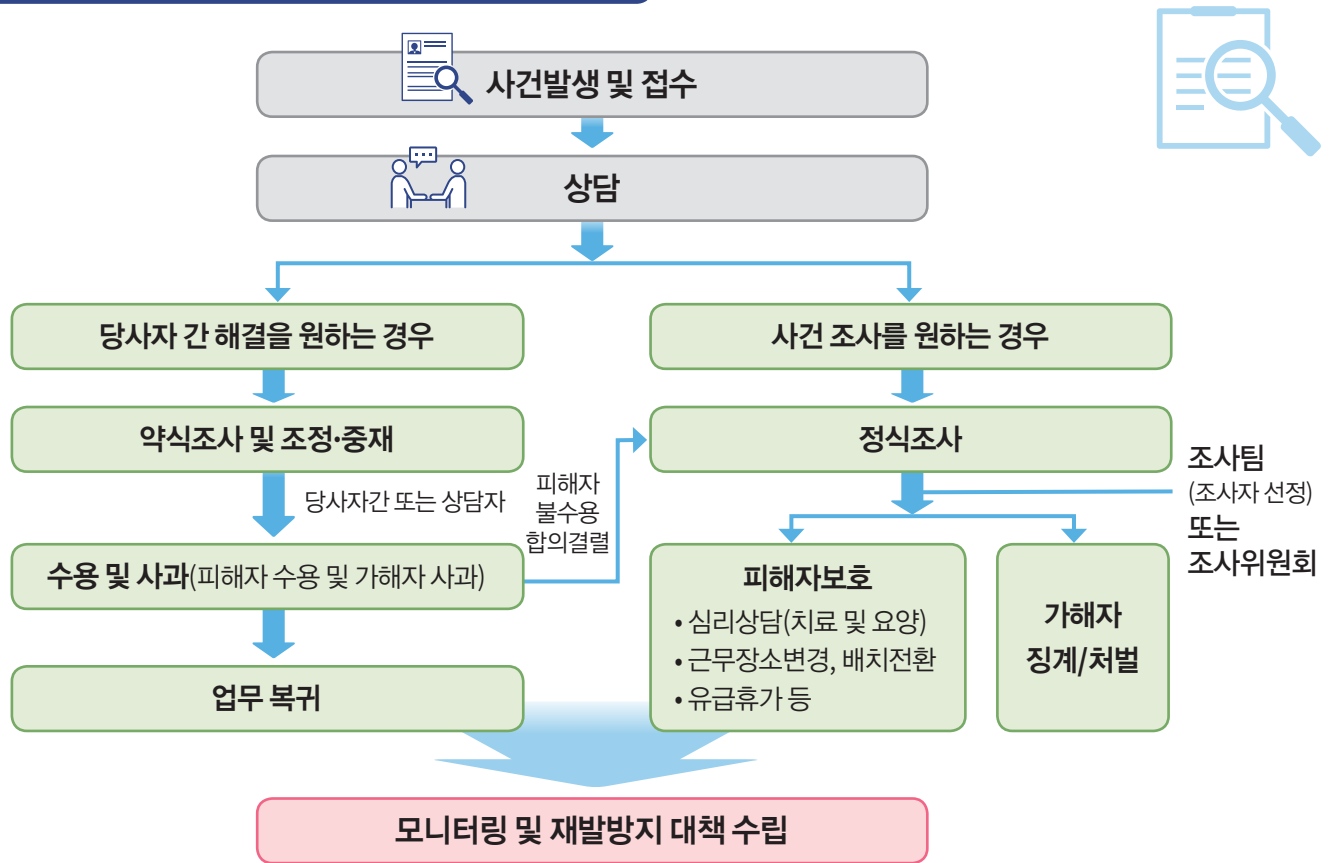 사건발생 및 접수
상담
당사자 간 해결을 원하는 경우
약식조사 및 조정·중재
당사자간 또는 상담자
수용 및 사과(피해자 수용 및 가해자 사과)
업무 복귀
피해자
불수용
합의결렬
사건 조사를 원하는 경우
정식조사
조사팀
(조사자 선정)
또는
조사위원회
피해자보호
• 심리상담(치료 및 요양)
• 근무장소변경, 배치전환
• 유급휴가 등
가해자
징계/처벌
모니터링 및 재발방지 대책 수립